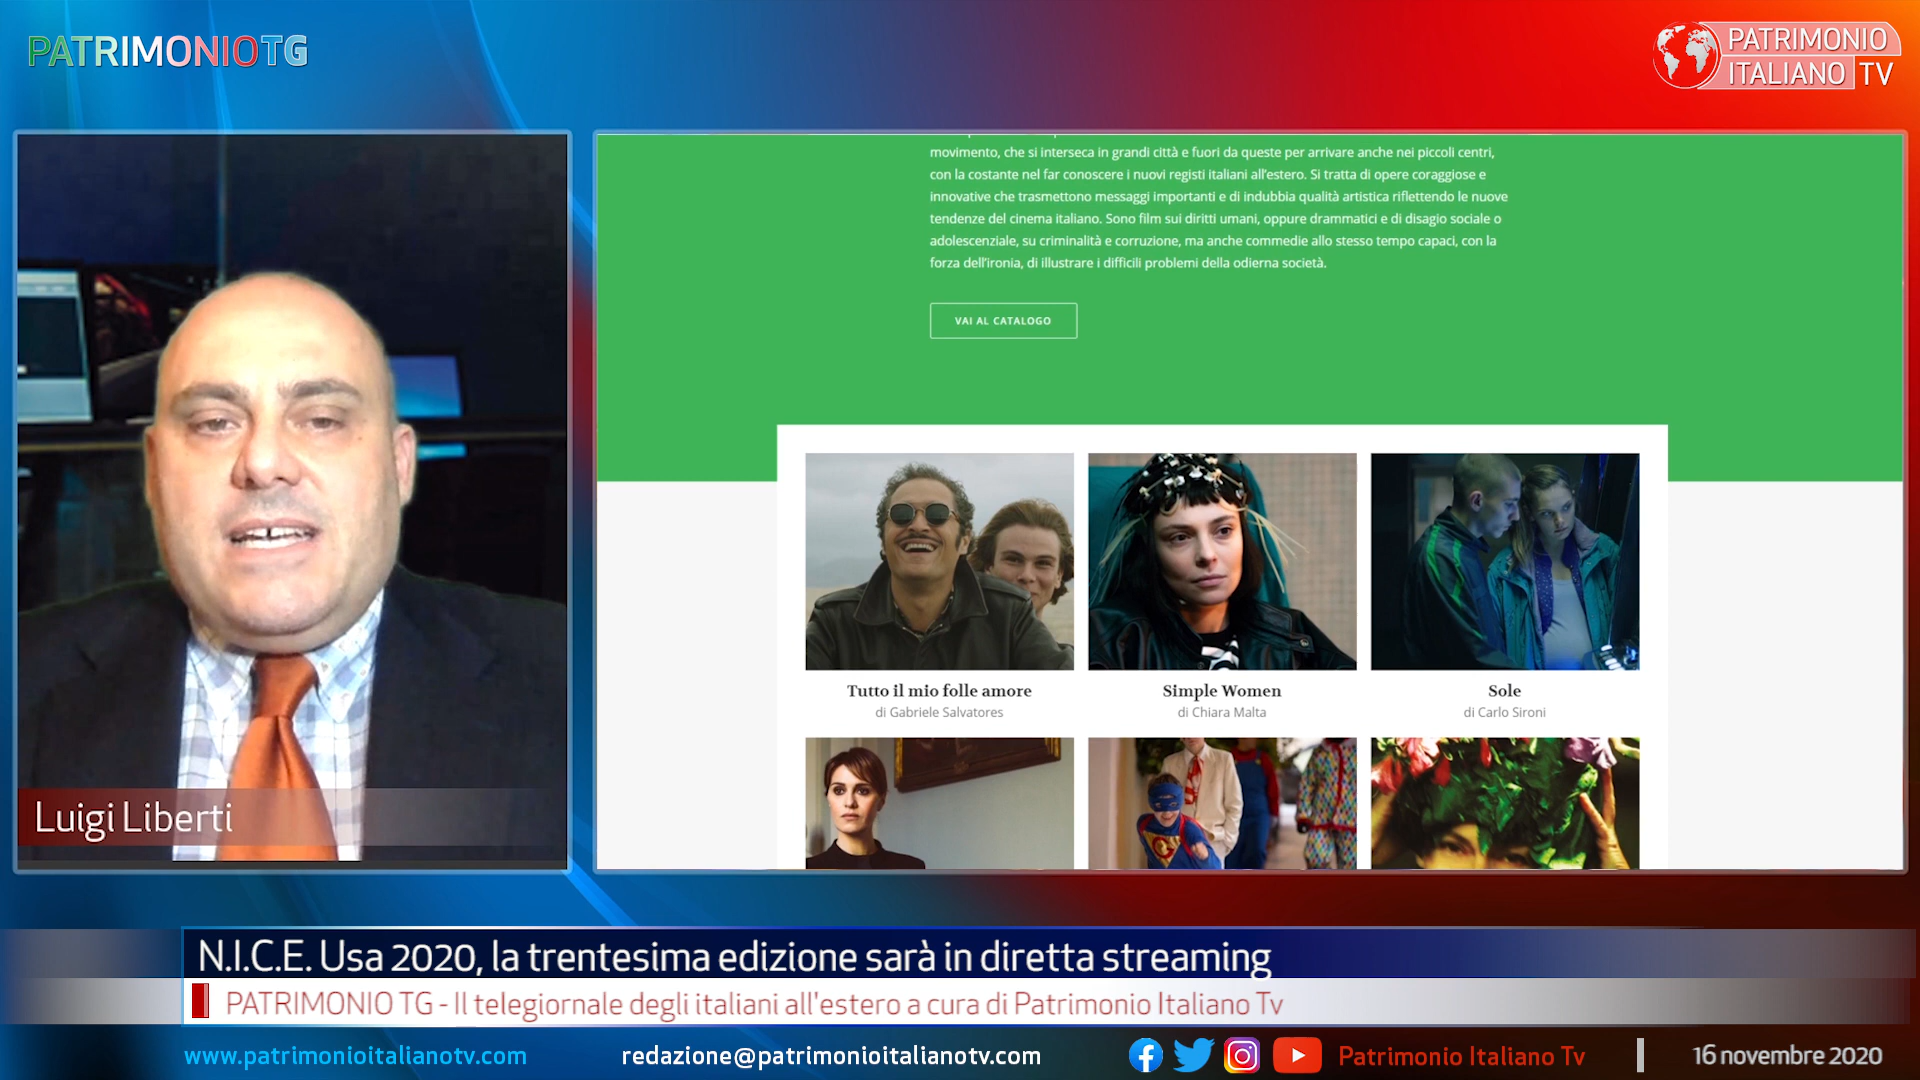 PATRIMONIOTG
PATRIMONIO
ITALIANO TV
movimento, che si interseca in grandi città e fuori da queste per arrivare anche nei piccoli centri,
con la costante nel far conoscere i nuovi registi italiani all'estero. Si tratta di opere coraggiose e
innovative che trasmettono messaggi importanti e di indubbia qualità artistica riflettendo le nuove
tendenze del cinema italiano. Sono film sui diritti umani, oppure drammatici e di disagio sociale o
adolescenziale, su criminalità e corruzione, ma anche commedie allo stesso tempo capaci, con la
forza dell'ironia, di illustrare i difficili problemi della odierna società.
VAI AL CATALOGO
Tutto il mio folle amore
di Gabriele Salvatores
Simple Women
di Chiara Malta
Sole
di Carlo Sironi
G
Luigi Liberti
N.I.C.E. Usa 2020, la trentesima edizione sarà in diretta streaming
PATRIMONIO TG - Il telegiornale degli italiani all'estero a cura di Patrimonio Italiano Tv
www.patrimonioitalianotv.com
redazione@patrimonioitalianotv.com
Patrimonio Italiano Tv
16 novembre 2020